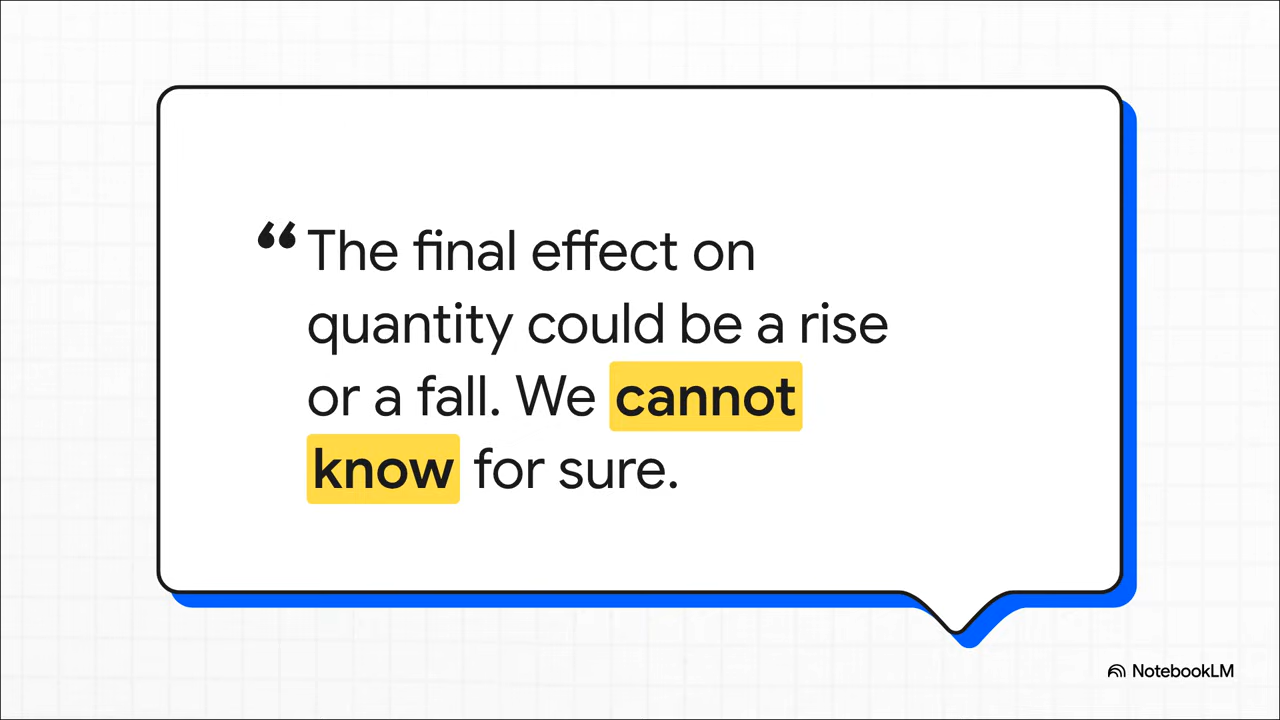 “The final effect on
quantity could be a rise
or a fall. We cannot
know for sure.
NotebookLM